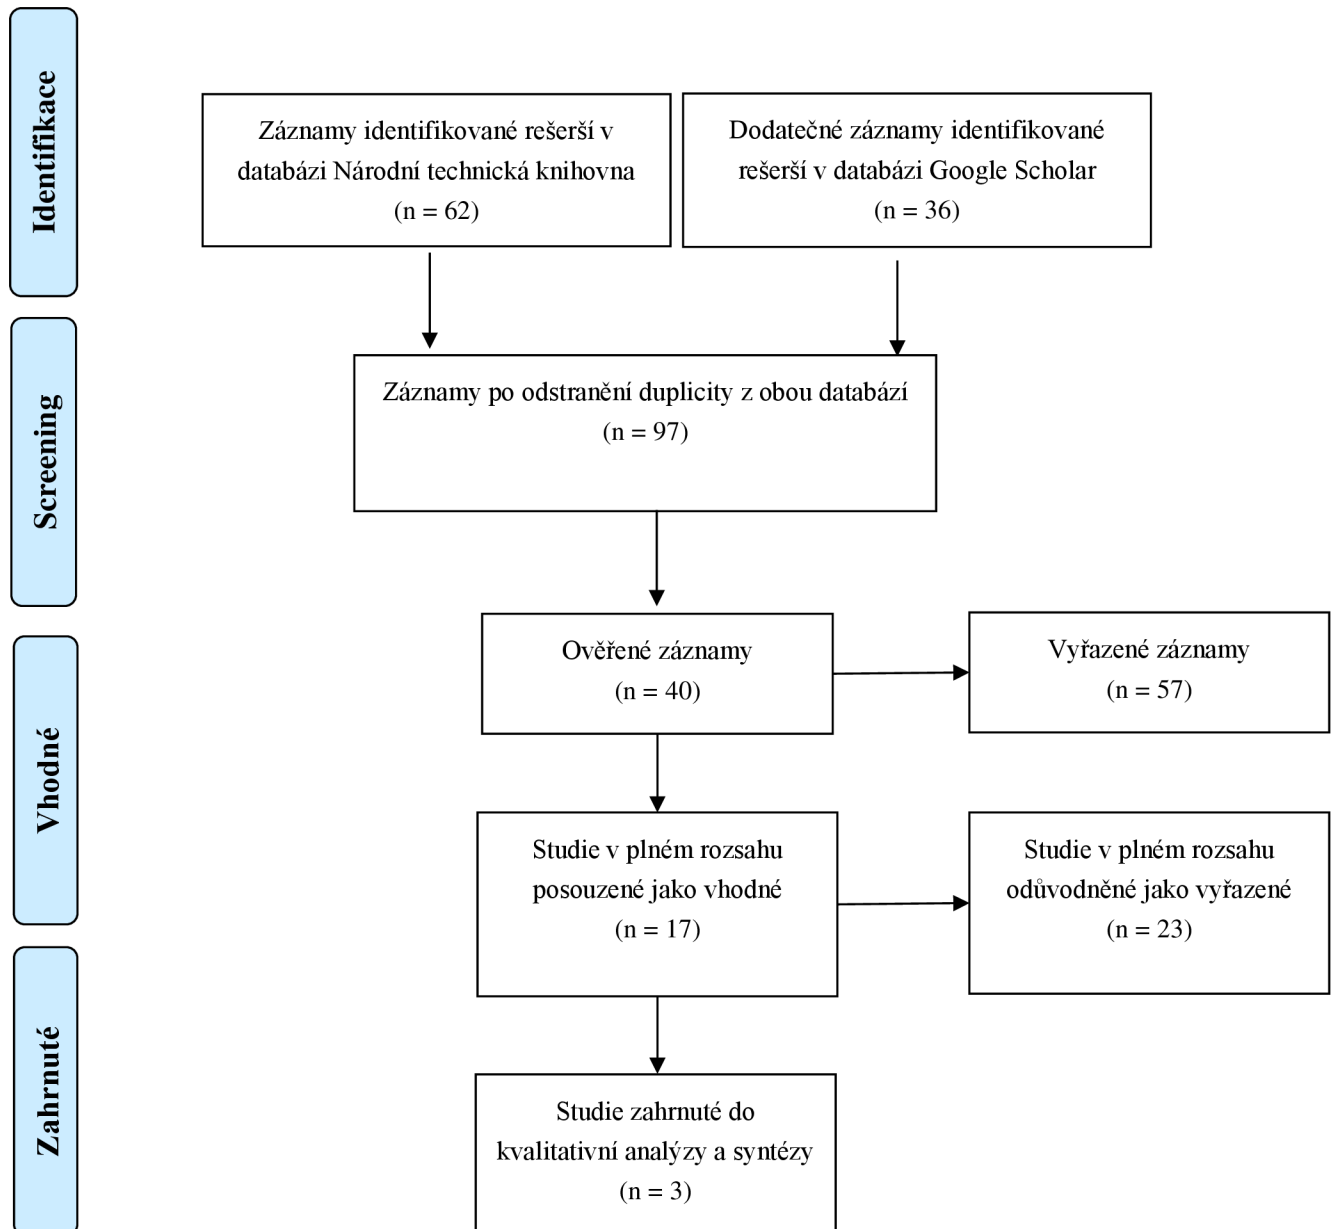 Identifikace
Záznamy identifikované rešerší v
databázi Národní technická knihovna
(n = 62)
Dodatečné záznamy identifikované
rešerší v databázi Google Scholar
(n = 36)
Screening
Záznamy po odstranění duplicity z obou databází
(n = 97)
Vhodné
Ověřené záznamy
(n = 40)
Vyřazené záznamy
(n = 57)
Studie v plném rozsahu
posouzené jako vhodné
(n = 17)
Studie v plném rozsahu
odůvodněné jako vyřazené
(n = 23)
Zahrnuté
Studie zahrnuté do
kvalitativní analýzy a syntézy
(n = 3)